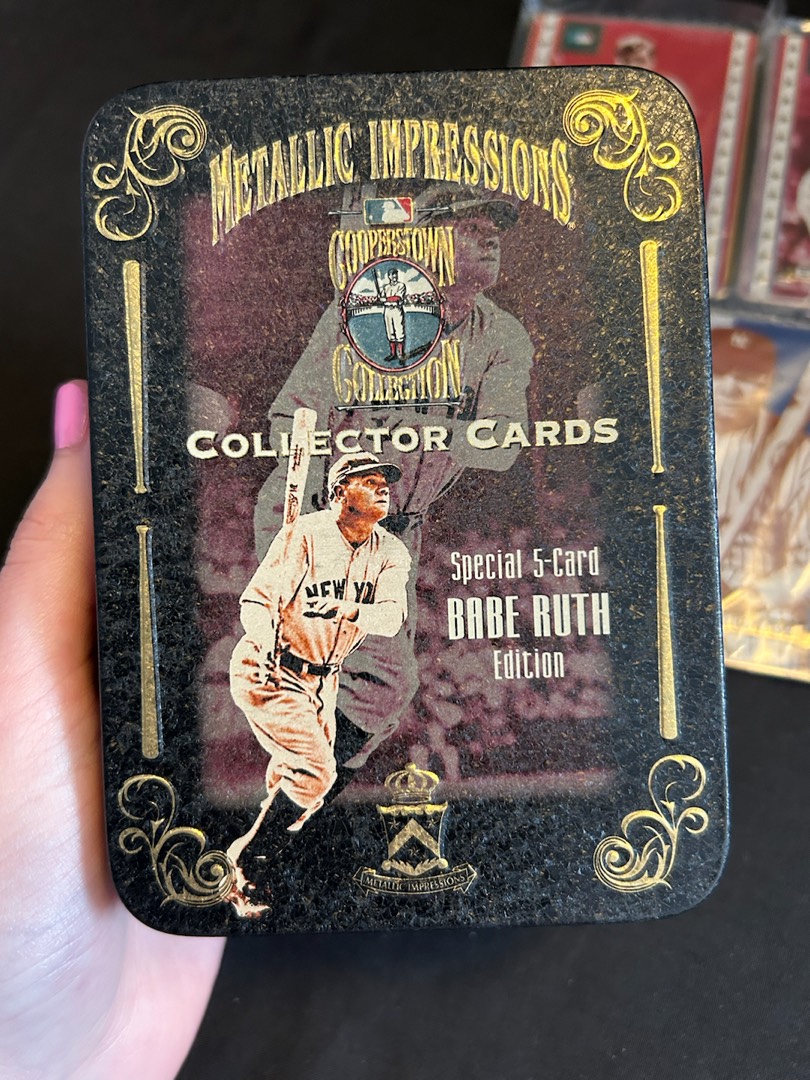 METALLIC IMPRESSIONS
COOPERSTOWN
COLLECTION
COLLECTOR CARDS
NEW YO
Special 5-Card
BABE RUTH
Edition
METALLIC IMPRESSIONS